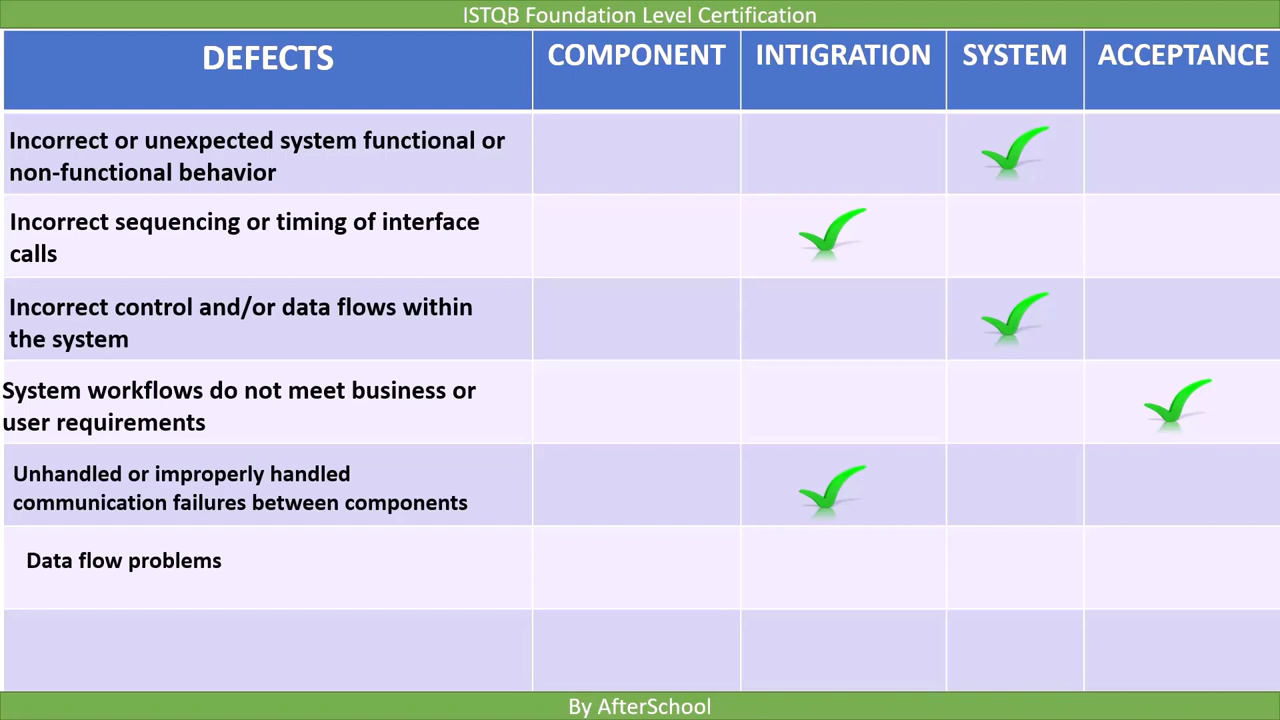 ISTQB Foundation Level Certification
DEFECTS
COMPONENT
INTIGRATION
SYSTEM
ACCEPTANCE
Incorrect or unexpected system functional or
non-functional behavior
Incorrect sequencing or timing of interface
calls
Incorrect control and/or data flows within
the system
System workflows do not meet business or
user requirements
Unhandled or improperly handled
communication failures between components
Data flow problems
By AfterSchool